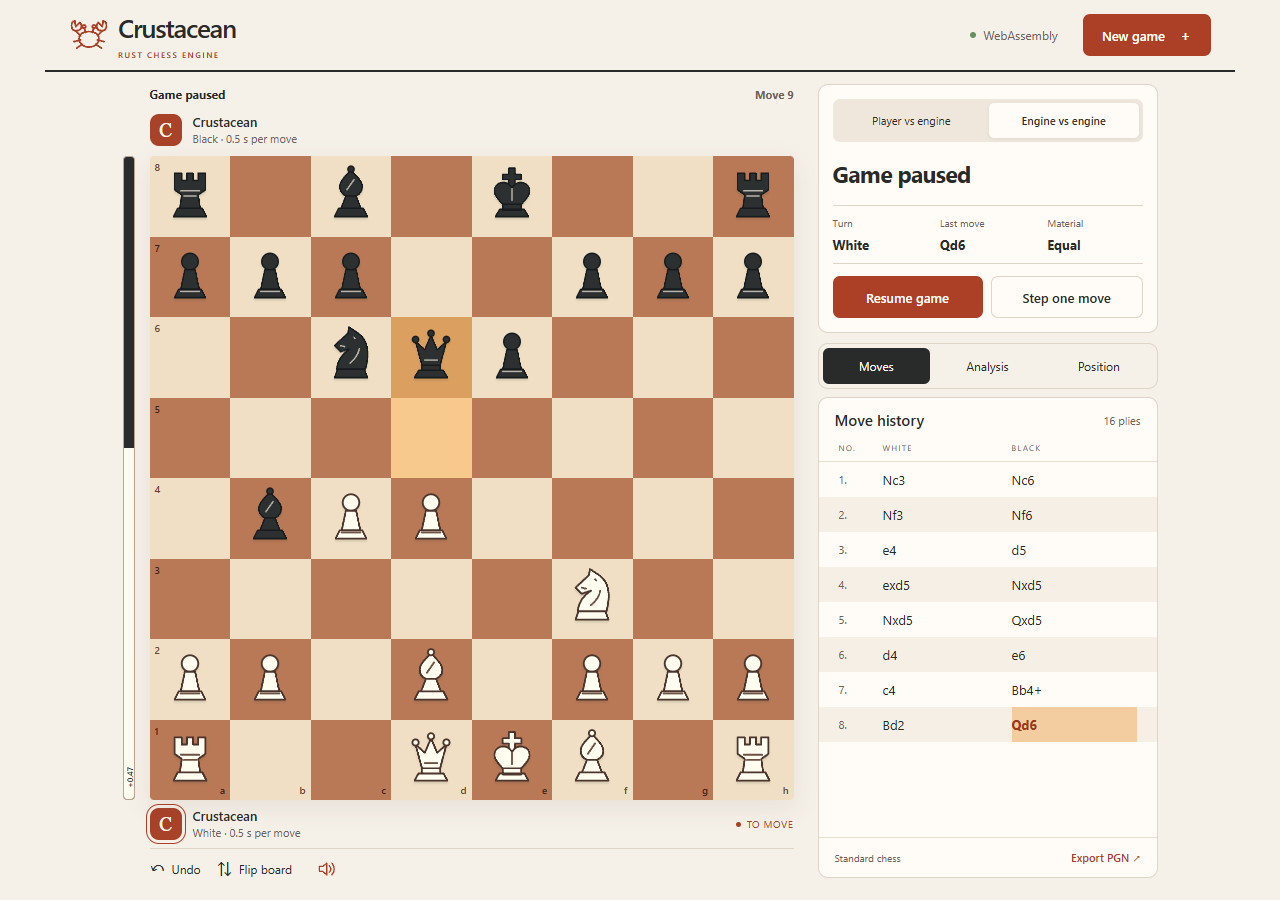 Crustacean
RUST CHESS ENGINE
WebAssembly
New game +
Game paused
Move 9
C
Crustacean
Black · 0.5 s per move
8
7
6
5
4
3
2
1
a
b
c
d
e
f
g
h
+0.47
C
Crustacean
White · 0.5 s per move
TO MOVE
Undo
Flip board
Player vs engine
Engine vs engine
Game paused
Turn
Last move
Material
White
Qd6
Equal
Resume game
Step one move
Moves
Analysis
Position
Move history
16 plies
NO. WHITE BLACK
1. Nc3 Nc6
2. Nf3 Nf6
3. e4 d5
4. exd5 Nxd5
5. Nxd5 Qxd5
6. d4 e6
7. c4 Bb4+
8. Bd2 Qd6
Standard chess
Export PGN ↗